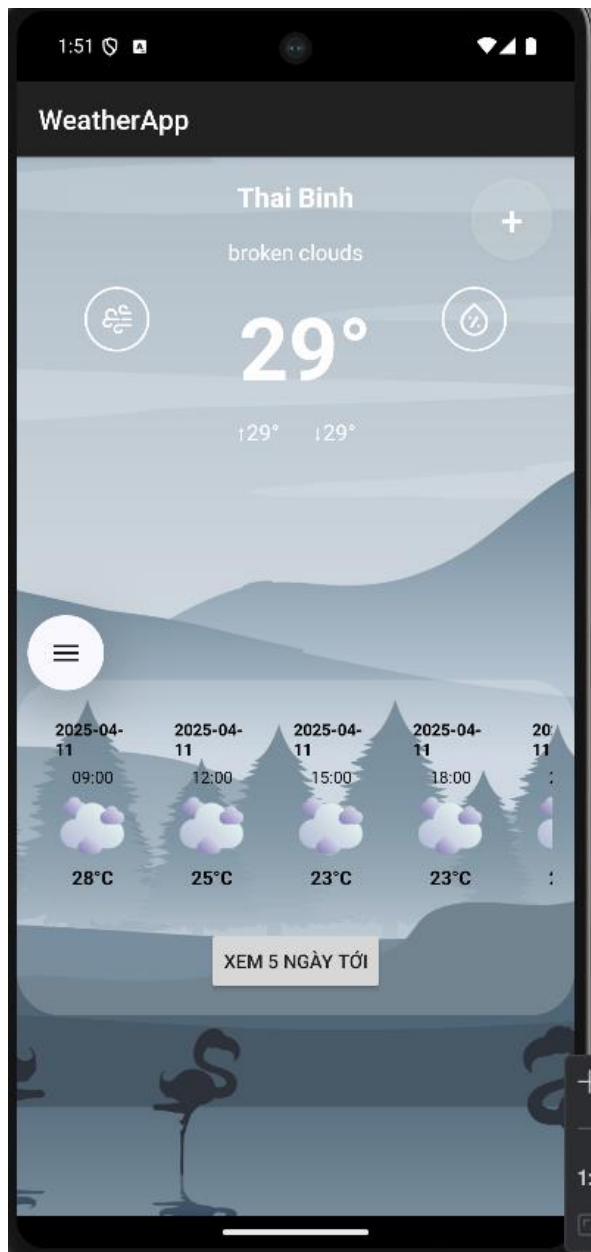 1:51
WeatherApp
Thai Binh
+
broken clouds
29°
↑29° ↓29°
2025-04-
11
09:00
28°C
2025-04-
11
12:00
25°C
2025-04-
11
15:00
23°C
2025-04-
11
18:00
23°C
20
11
XEM 5 NGÀY TỚI